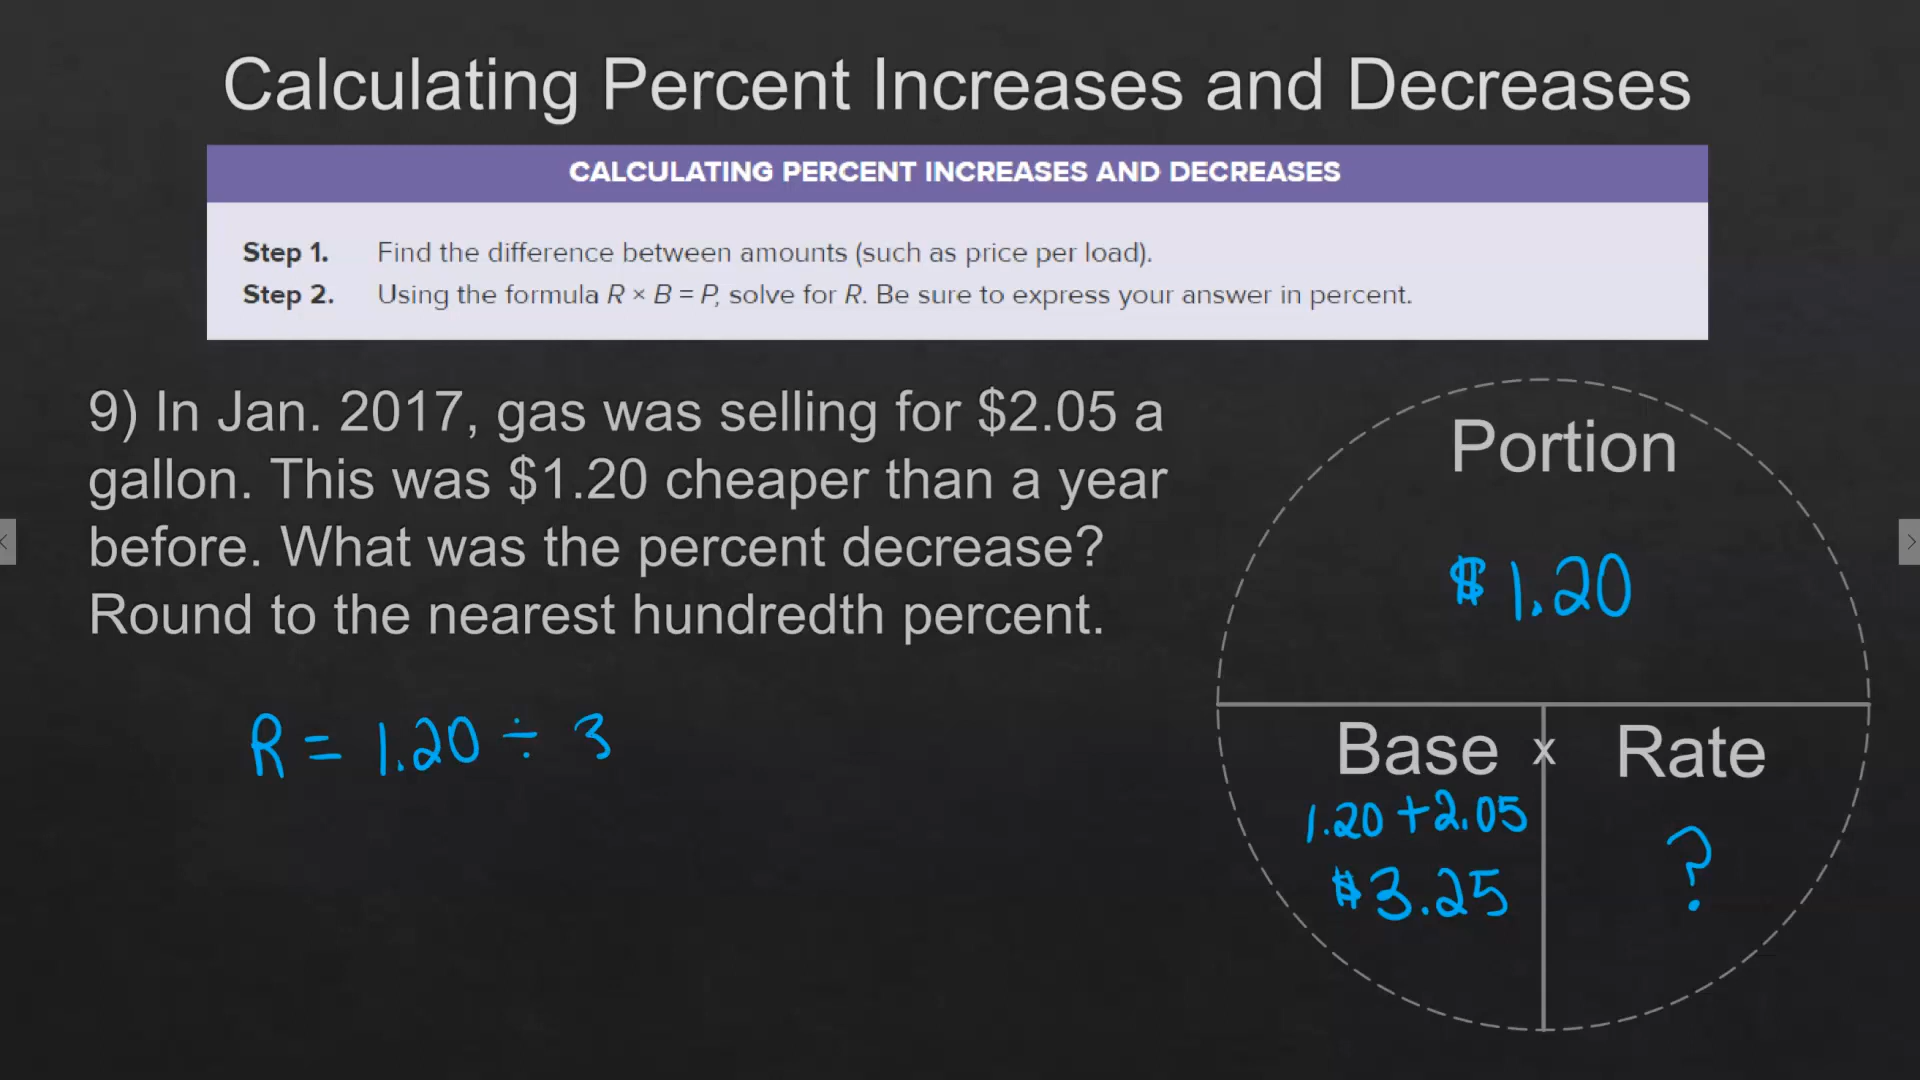 Calculating Percent Increases and Decreases
CALCULATING PERCENT INCREASES AND DECREASES
Step 1. Find the difference between amounts (such as price per load).
Step 2. Using the formula R × B = P, solve for R. Be sure to express your answer in percent.
9) In Jan. 2017, gas was selling for $2.05 a
gallon. This was $1.20 cheaper than a year
before. What was the percent decrease?
Round to the nearest hundredth percent.
R = 1.20 ÷ 3
Portion
$1.20
Base x Rate
1.20 + 2.05
$3.25
?